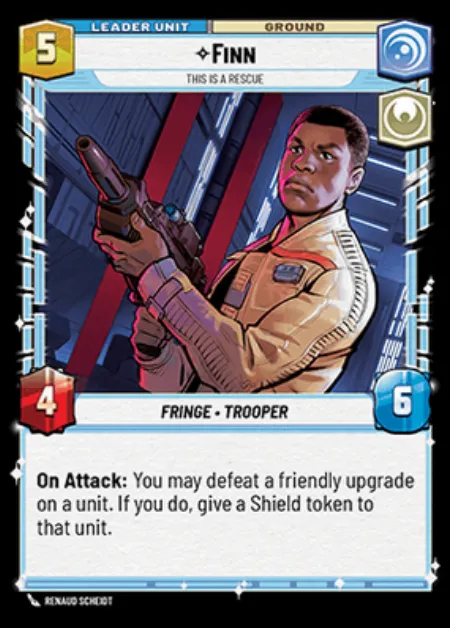 5
LEADER UNIT
GROUND
✧FINN
THIS IS A RESCUE
4
FRINGE • TROOPER
6
On Attack: You may defeat a friendly upgrade
on a unit. If you do, give a Shield token to
that unit.
RENAUD SCHEIDT